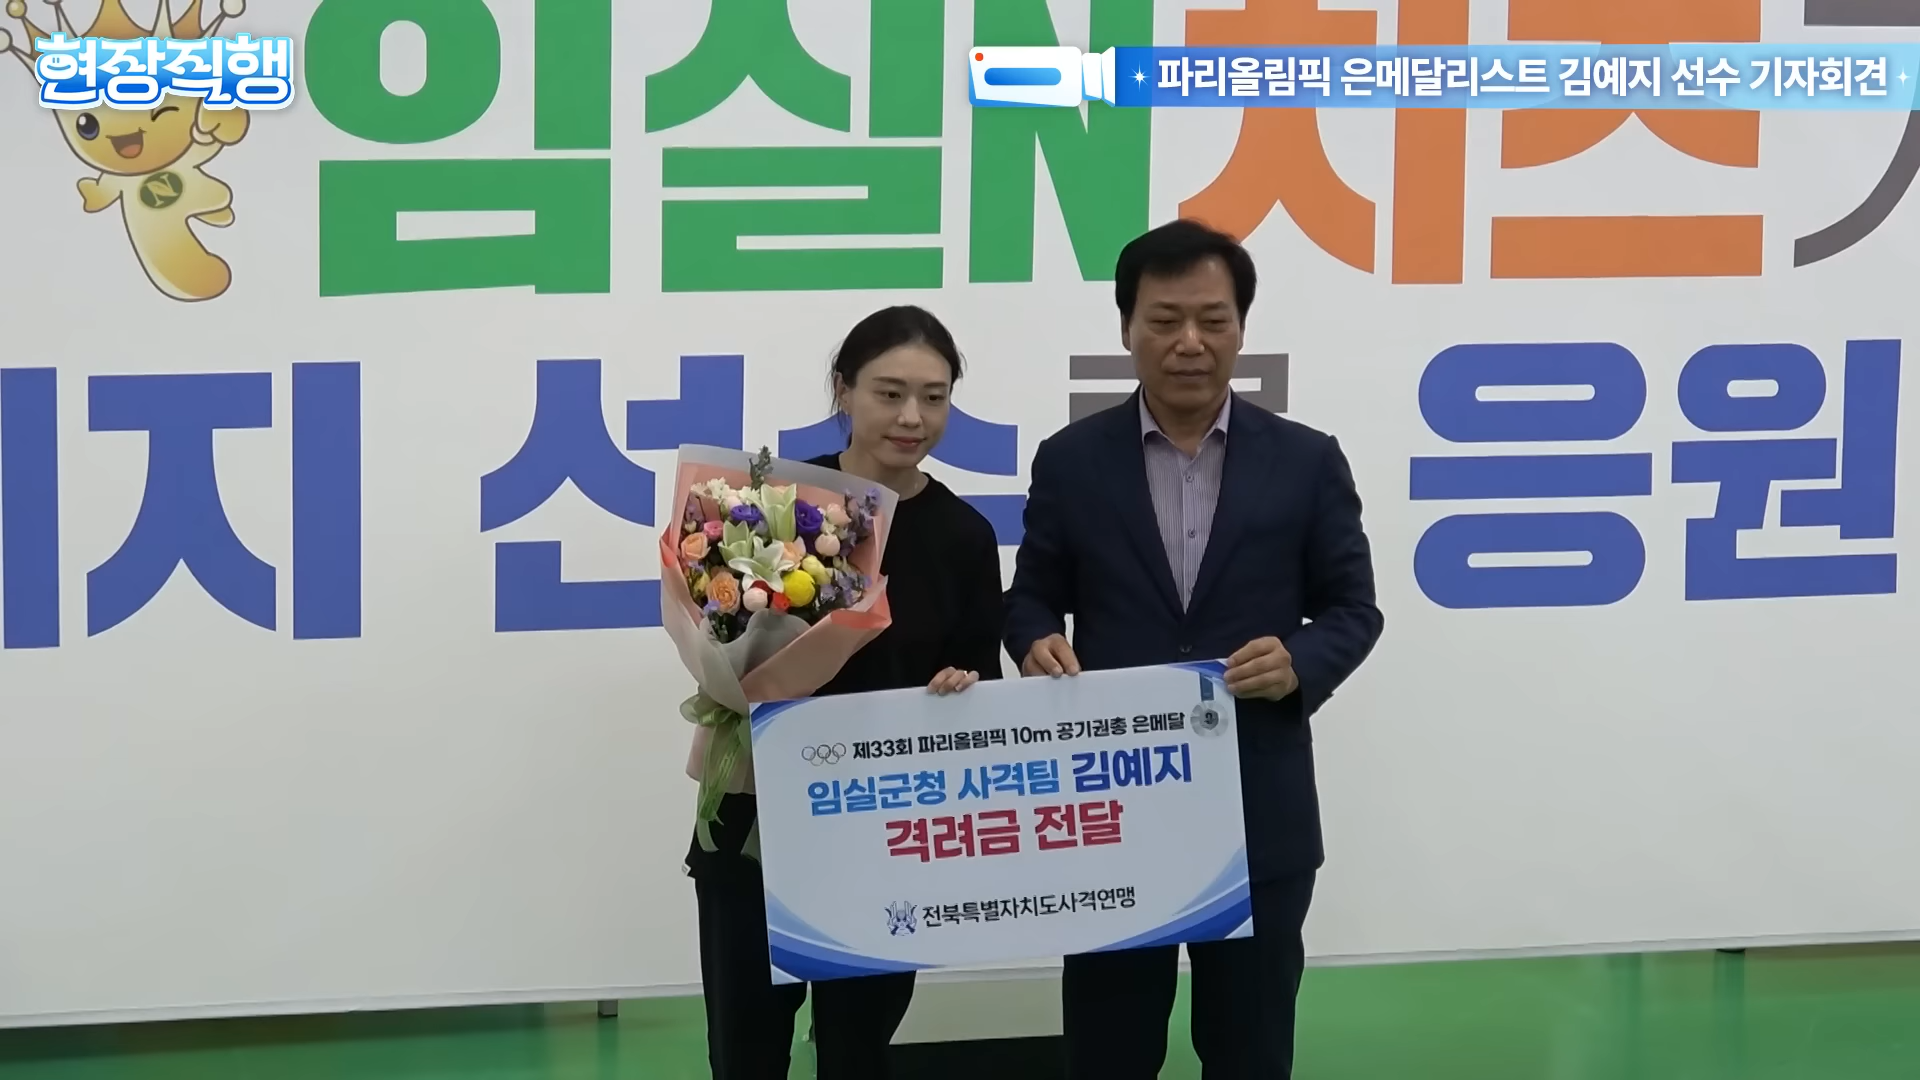 현장직행
파리올림픽 은메달리스트 김예지 선수 기자회견
임실N치즈
N
지 선수를 응원
제33회 파리올림픽 10m 공기권총 은메달
임실군청 사격팀 김예지
격려금 전달
전북특별자치도사격연맹